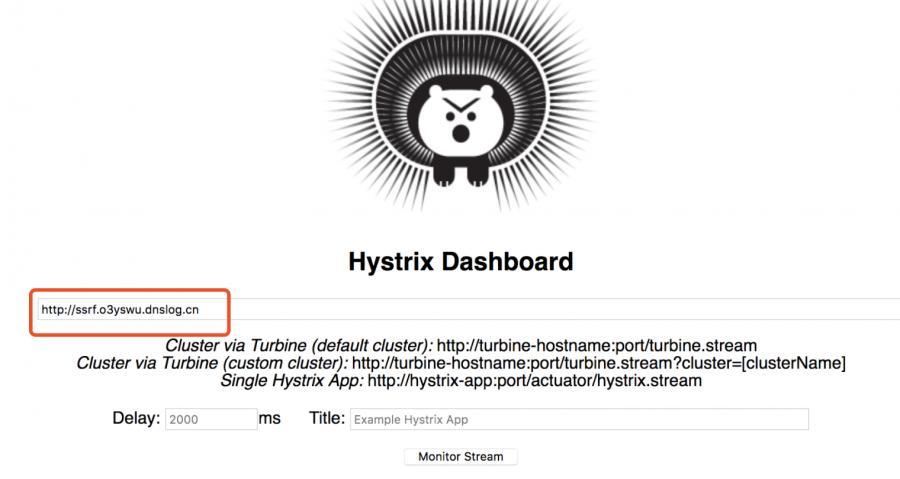 Hystrix Dashboard
http://ssrf.o3yswu.dnslog.cn
Cluster via Turbine (default cluster): http://turbine-hostname:port/turbine.stream
Cluster via Turbine (custom cluster): http://turbine-hostname:port/turbine.stream?cluster=[clusterName]
Single Hystrix App: http://hystrix-app:port/actuator/hystrix.stream
Delay: 2000 ms Title: Example Hystrix App
Monitor Stream